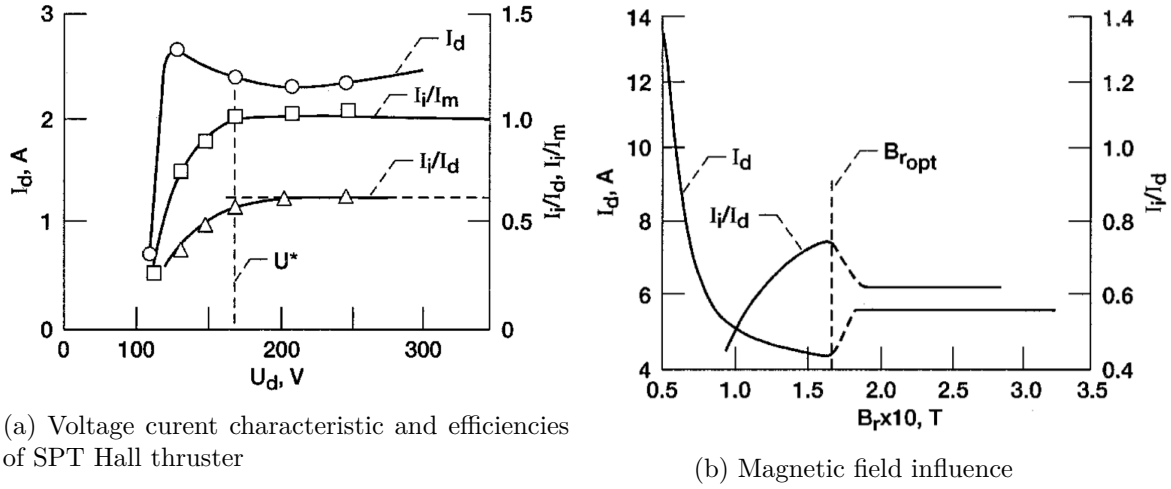 3
2
1
0
I_d, A
1.5
1.0
0.5
0
I_i/I_d, I_i/I_m
I_d
I_i/I_m
I_i/I_d
U*
0
100
200
300
U_d, V
(a) Voltage curent characteristic and efficiencies
of SPT Hall thruster
14
12
10
8
6
4
I_d, A
1.4
1.2
1.0
0.8
0.6
0.4
I_i/I_d
I_d
I_i/I_d
B_ropt
0.5
1.0
1.5
2.0
2.5
3.0
3.5
B_rx10, T
(b) Magnetic field influence